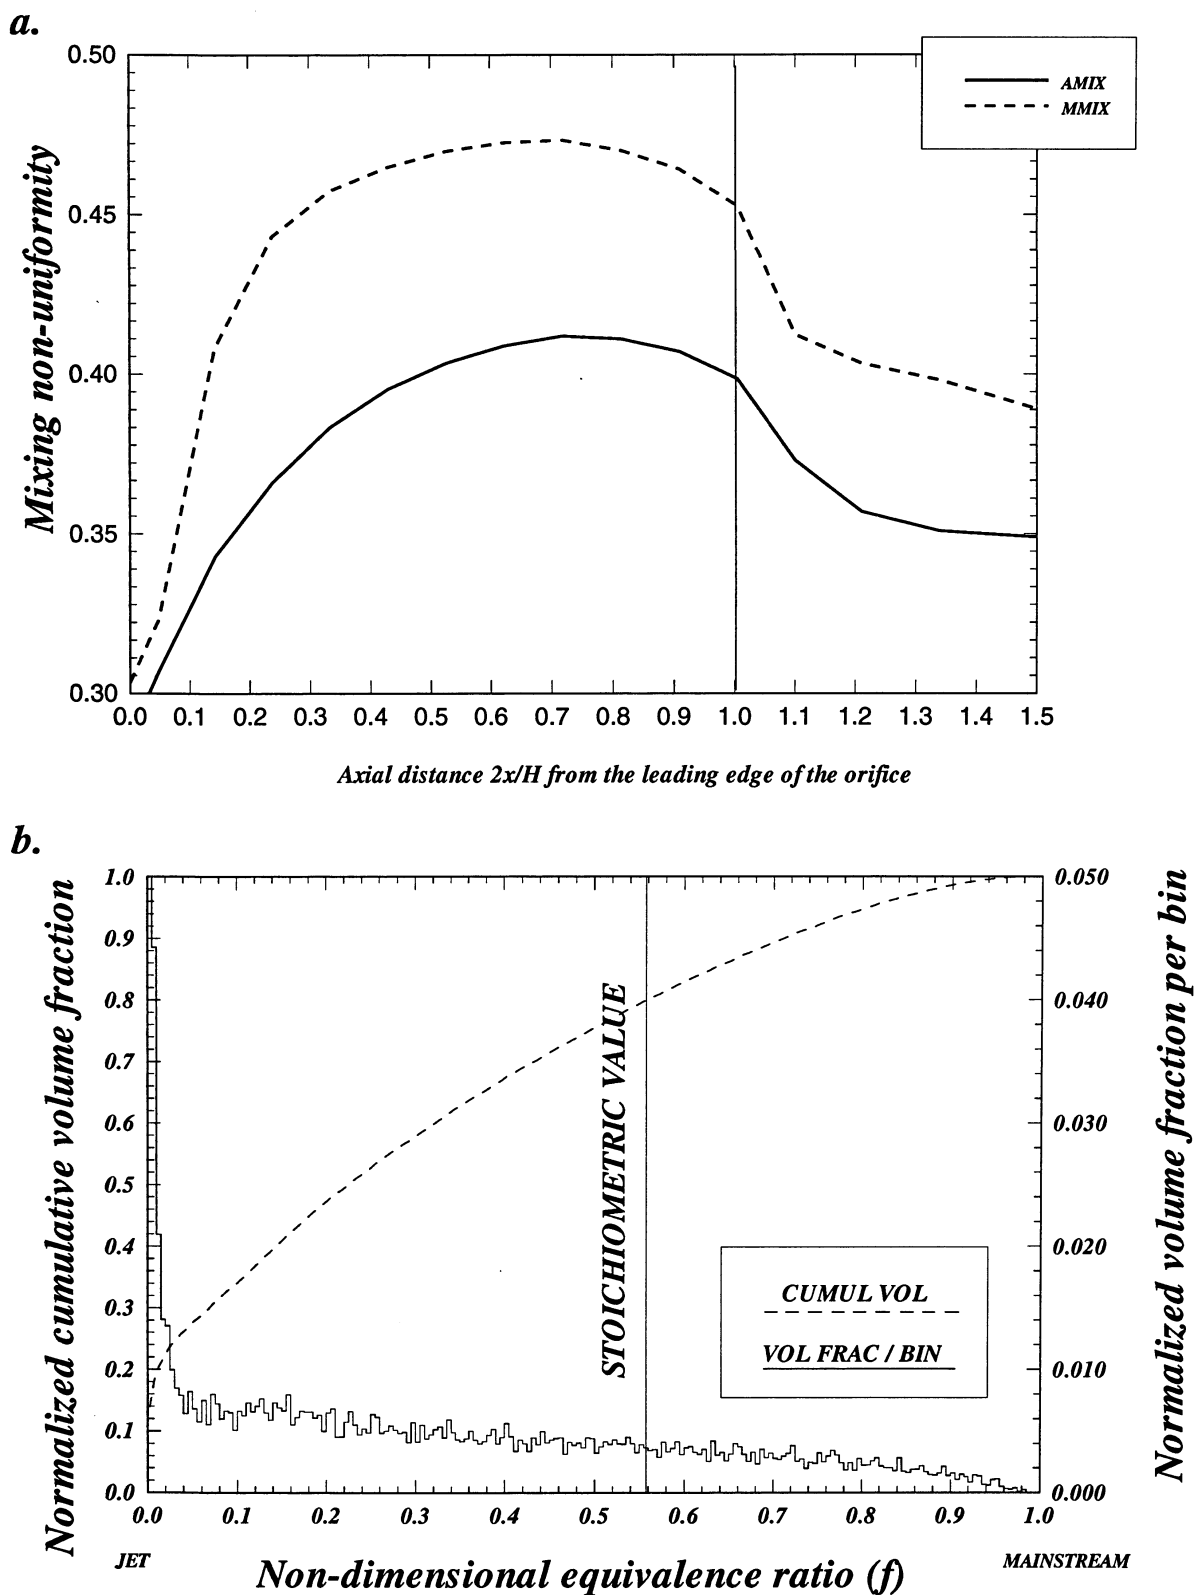 a.
0.50
0.45
0.40
0.35
0.30
Mixing non-uniformity
AMIX
MMIX
0.0 0.1 0.2 0.3 0.4 0.5 0.6 0.7 0.8 0.9 1.0 1.1 1.2 1.3 1.4 1.5
Axial distance 2x/H from the leading edge of the orifice
b.
Normalized cumulative volume fraction
1.0
0.9
0.8
0.7
0.6
0.5
0.4
0.3
0.2
0.1
0.0
STOICHIOMETRIC VALUE
CUMUL VOL
VOL FRAC / BIN
0.050
0.040
0.030
0.020
0.010
0.000
Normalized volume fraction per bin
0.0 0.1 0.2 0.3 0.4 0.5 0.6 0.7 0.8 0.9 1.0
JET
MAINSTREAM
Non-dimensional equivalence ratio (f)